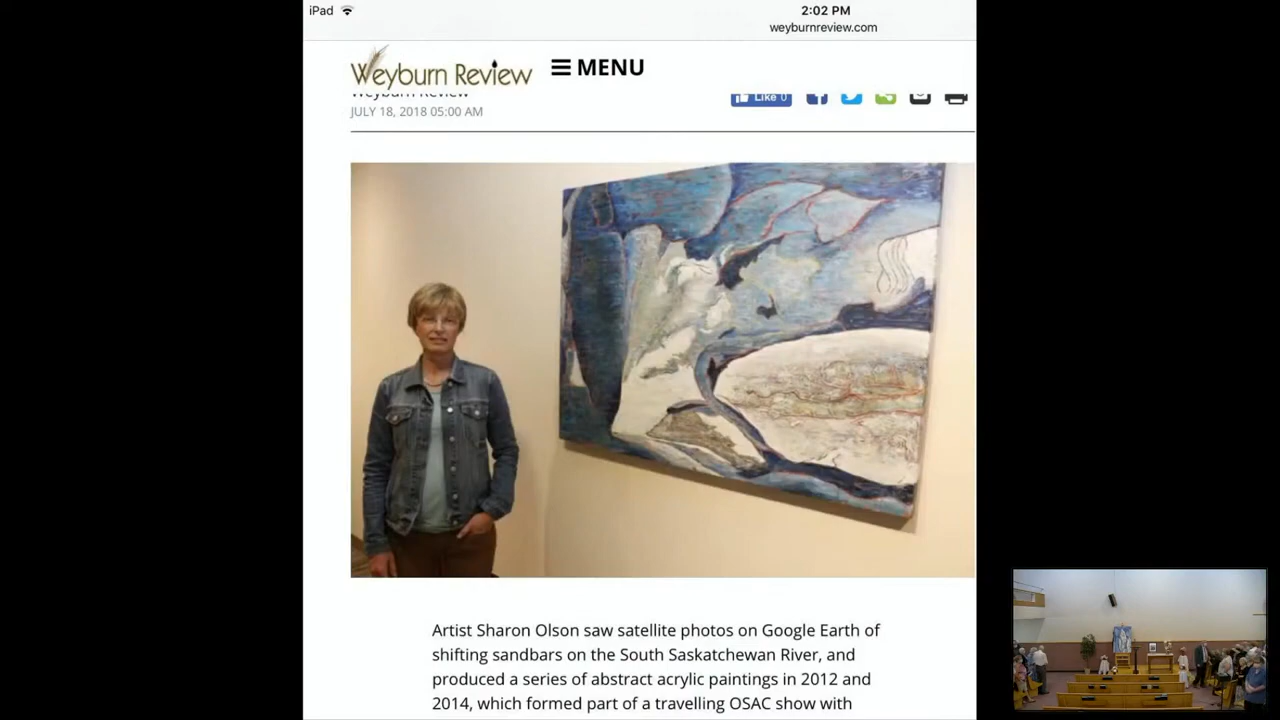 iPad
2:02 PM
weyburnreview.com
Weyburn Review
MENU
Weyburn Review
Like 0
JULY 18, 2018 05:00 AM
Artist Sharon Olson saw satellite photos on Google Earth of
shifting sandbars on the South Saskatchewan River, and
produced a series of abstract acrylic paintings in 2012 and
2014, which formed part of a travelling OSAC show with